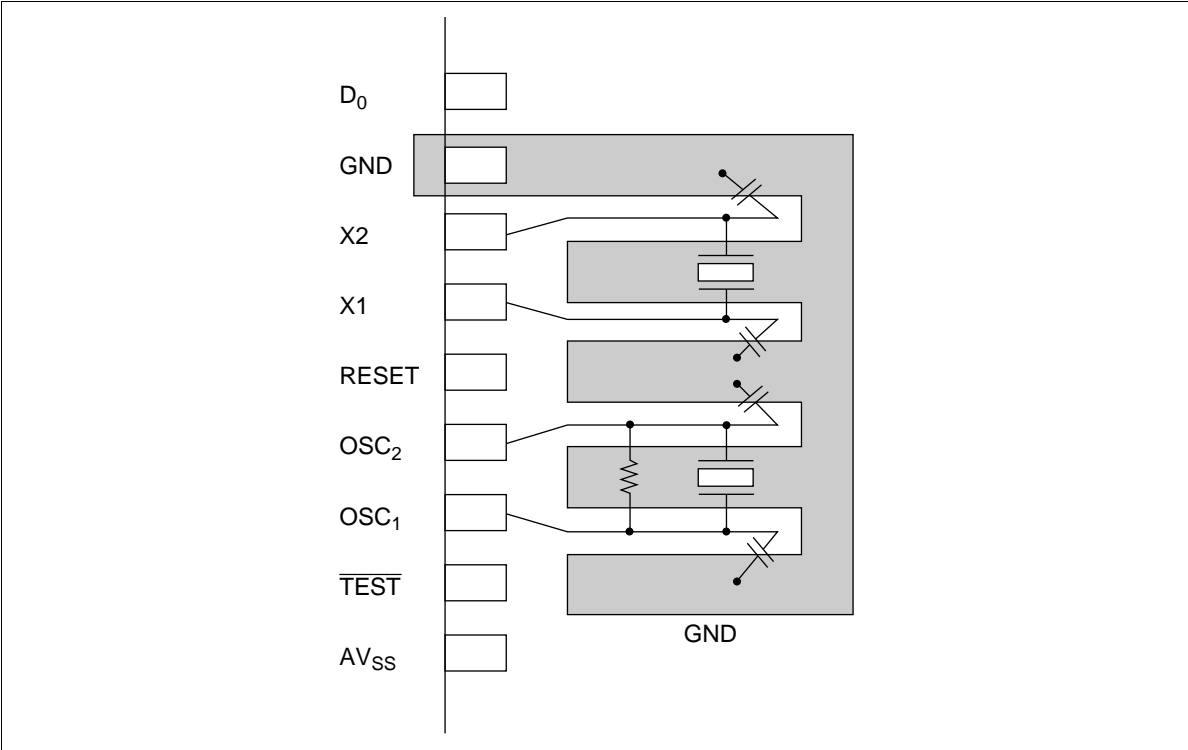 D0
GND
X2
X1
RESET
OSC2
OSC1
TEST
AVSS
GND